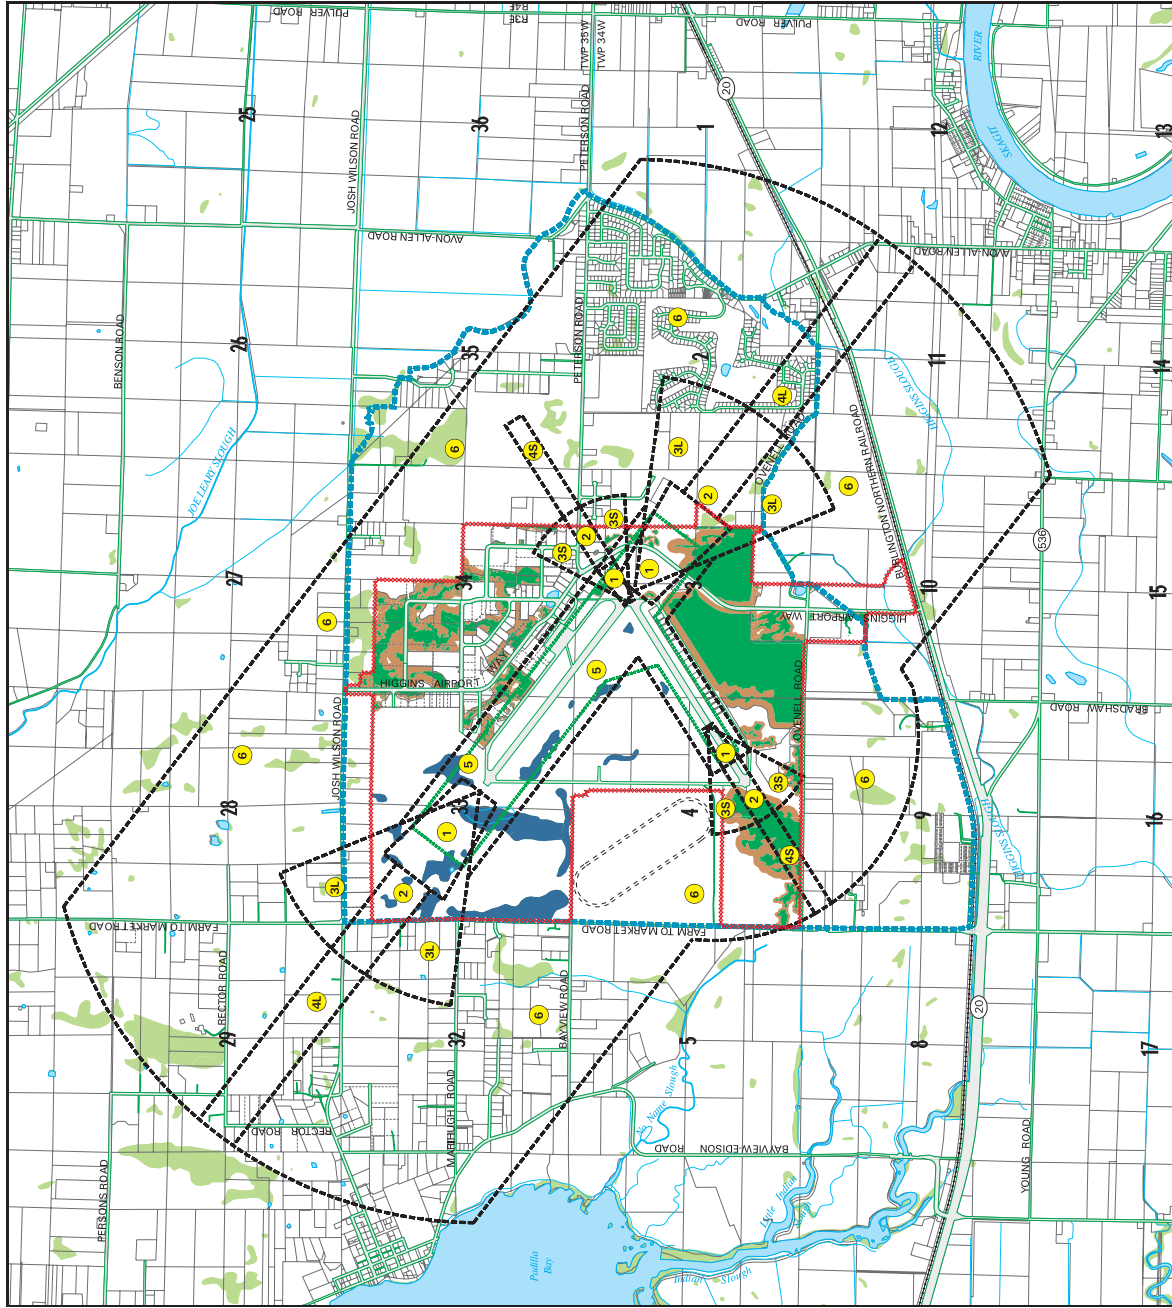 PULVER ROAD
R3E
R4E
TWP 35W
TWP 34W
PULVER ROAD
RIVER
SKAGIT
20
25
36
1
12
13
JOSH WILSON ROAD
PETERSON ROAD
AVON-ALLEN ROAD
AVON-ALLEN ROAD
BENSON ROAD
26
35
PETERSON ROAD
6
2
11
14
HIGGINS SLOUGH
JOE LEARY SLOUGH
4L
6
4S
3L
OVENELL ROAD
BURLINGTON NORTHERN RAILROAD
6
2
3L
3S
2
3S
536
27
34
1
1
3
10
15
6
HIGGINS AIRPORT WAY
HIGGINS AIRPORT WAY
5
OVENELL ROAD
BRADSHAW ROAD
JOSH WILSON ROAD
6
5
1
3S
6
28
33
1
2
3S
4
9
16
4S
HIGGINS SLOUGH
3L
2
6
FARM TO MARKET ROAD
FARM TO MARKET ROAD
3L
RECTOR ROAD
4L
6
BAYVIEW ROAD
20
29
32
5
8
17
MARIHUGH ROAD
No Name Slough
RECTOR ROAD
BAYVIEW-EDISON ROAD
YOUNG ROAD
PERSONS ROAD
Little Indian Slough
Padilla Bay
Indian Slough